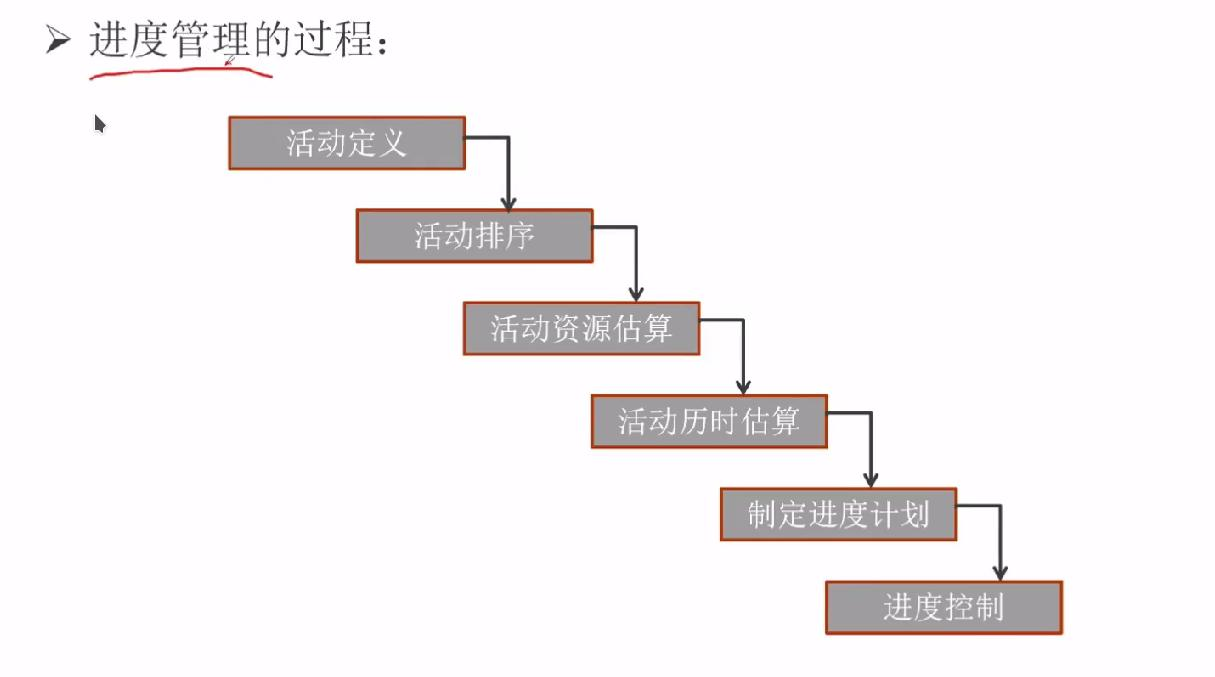 进度管理的过程：
活动定义
活动排序
活动资源估算
活动历时估算
制定进度计划
进度控制